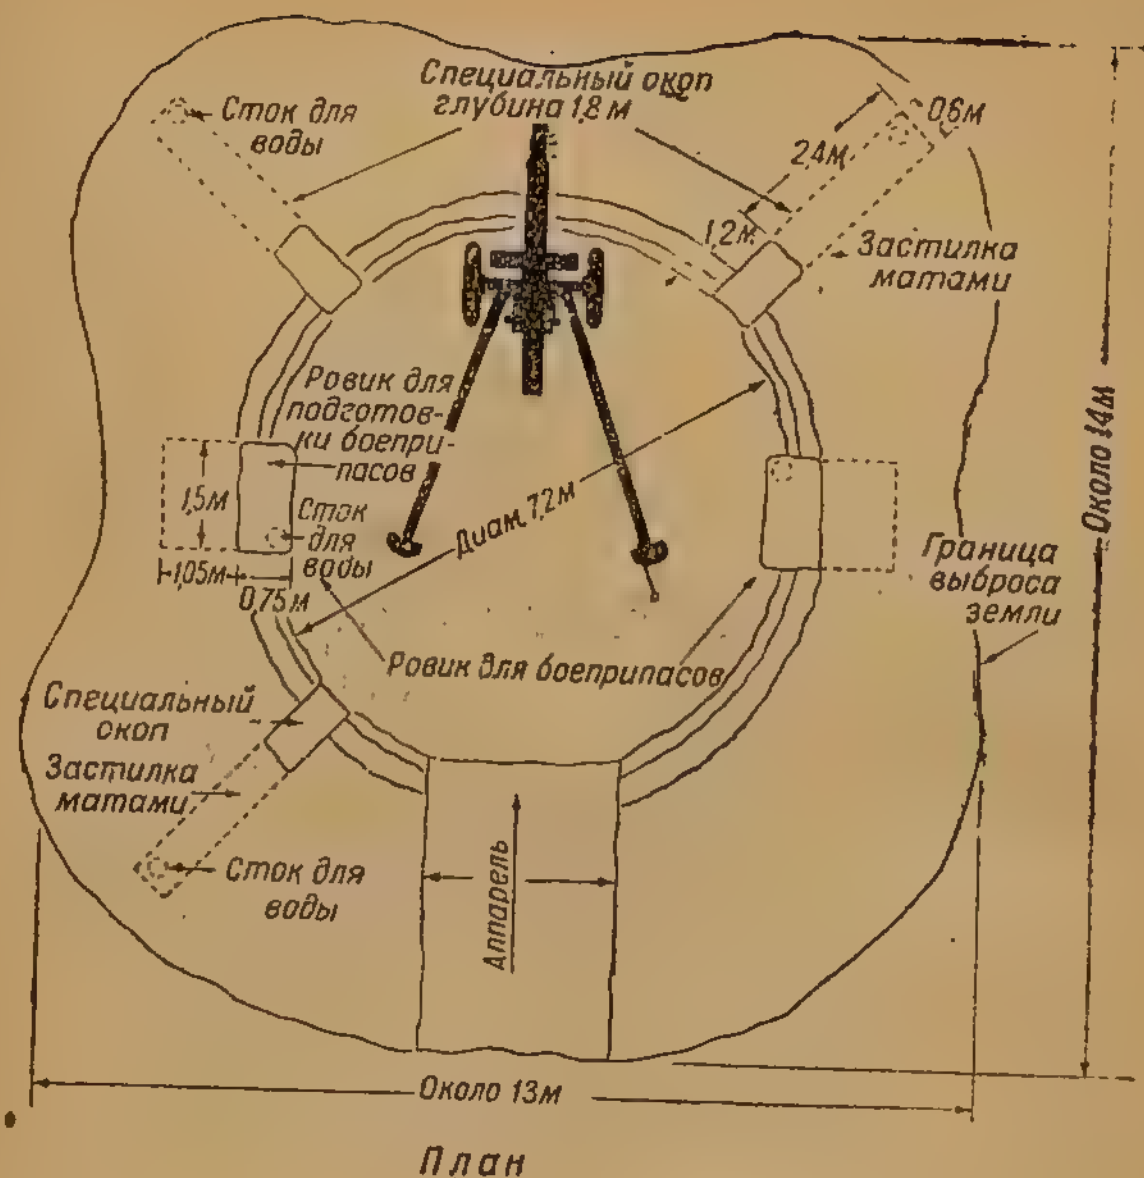 Специальный окоп
глубина 1,8 м
Сток для
воды
0,6м
2,4м
1,2м
Застилка
матами
Ровик для
подготов-
ки боепри-
пасов
1,5м
Сток
для
воды
1,05м
0,75м
Диам. 7,2м
Около 14м
Граница
выброса
земли
Ровик для боеприпасов
Специальный
окоп
Застилка
матами
Сток для
воды
Аппарель
Около 13м
План